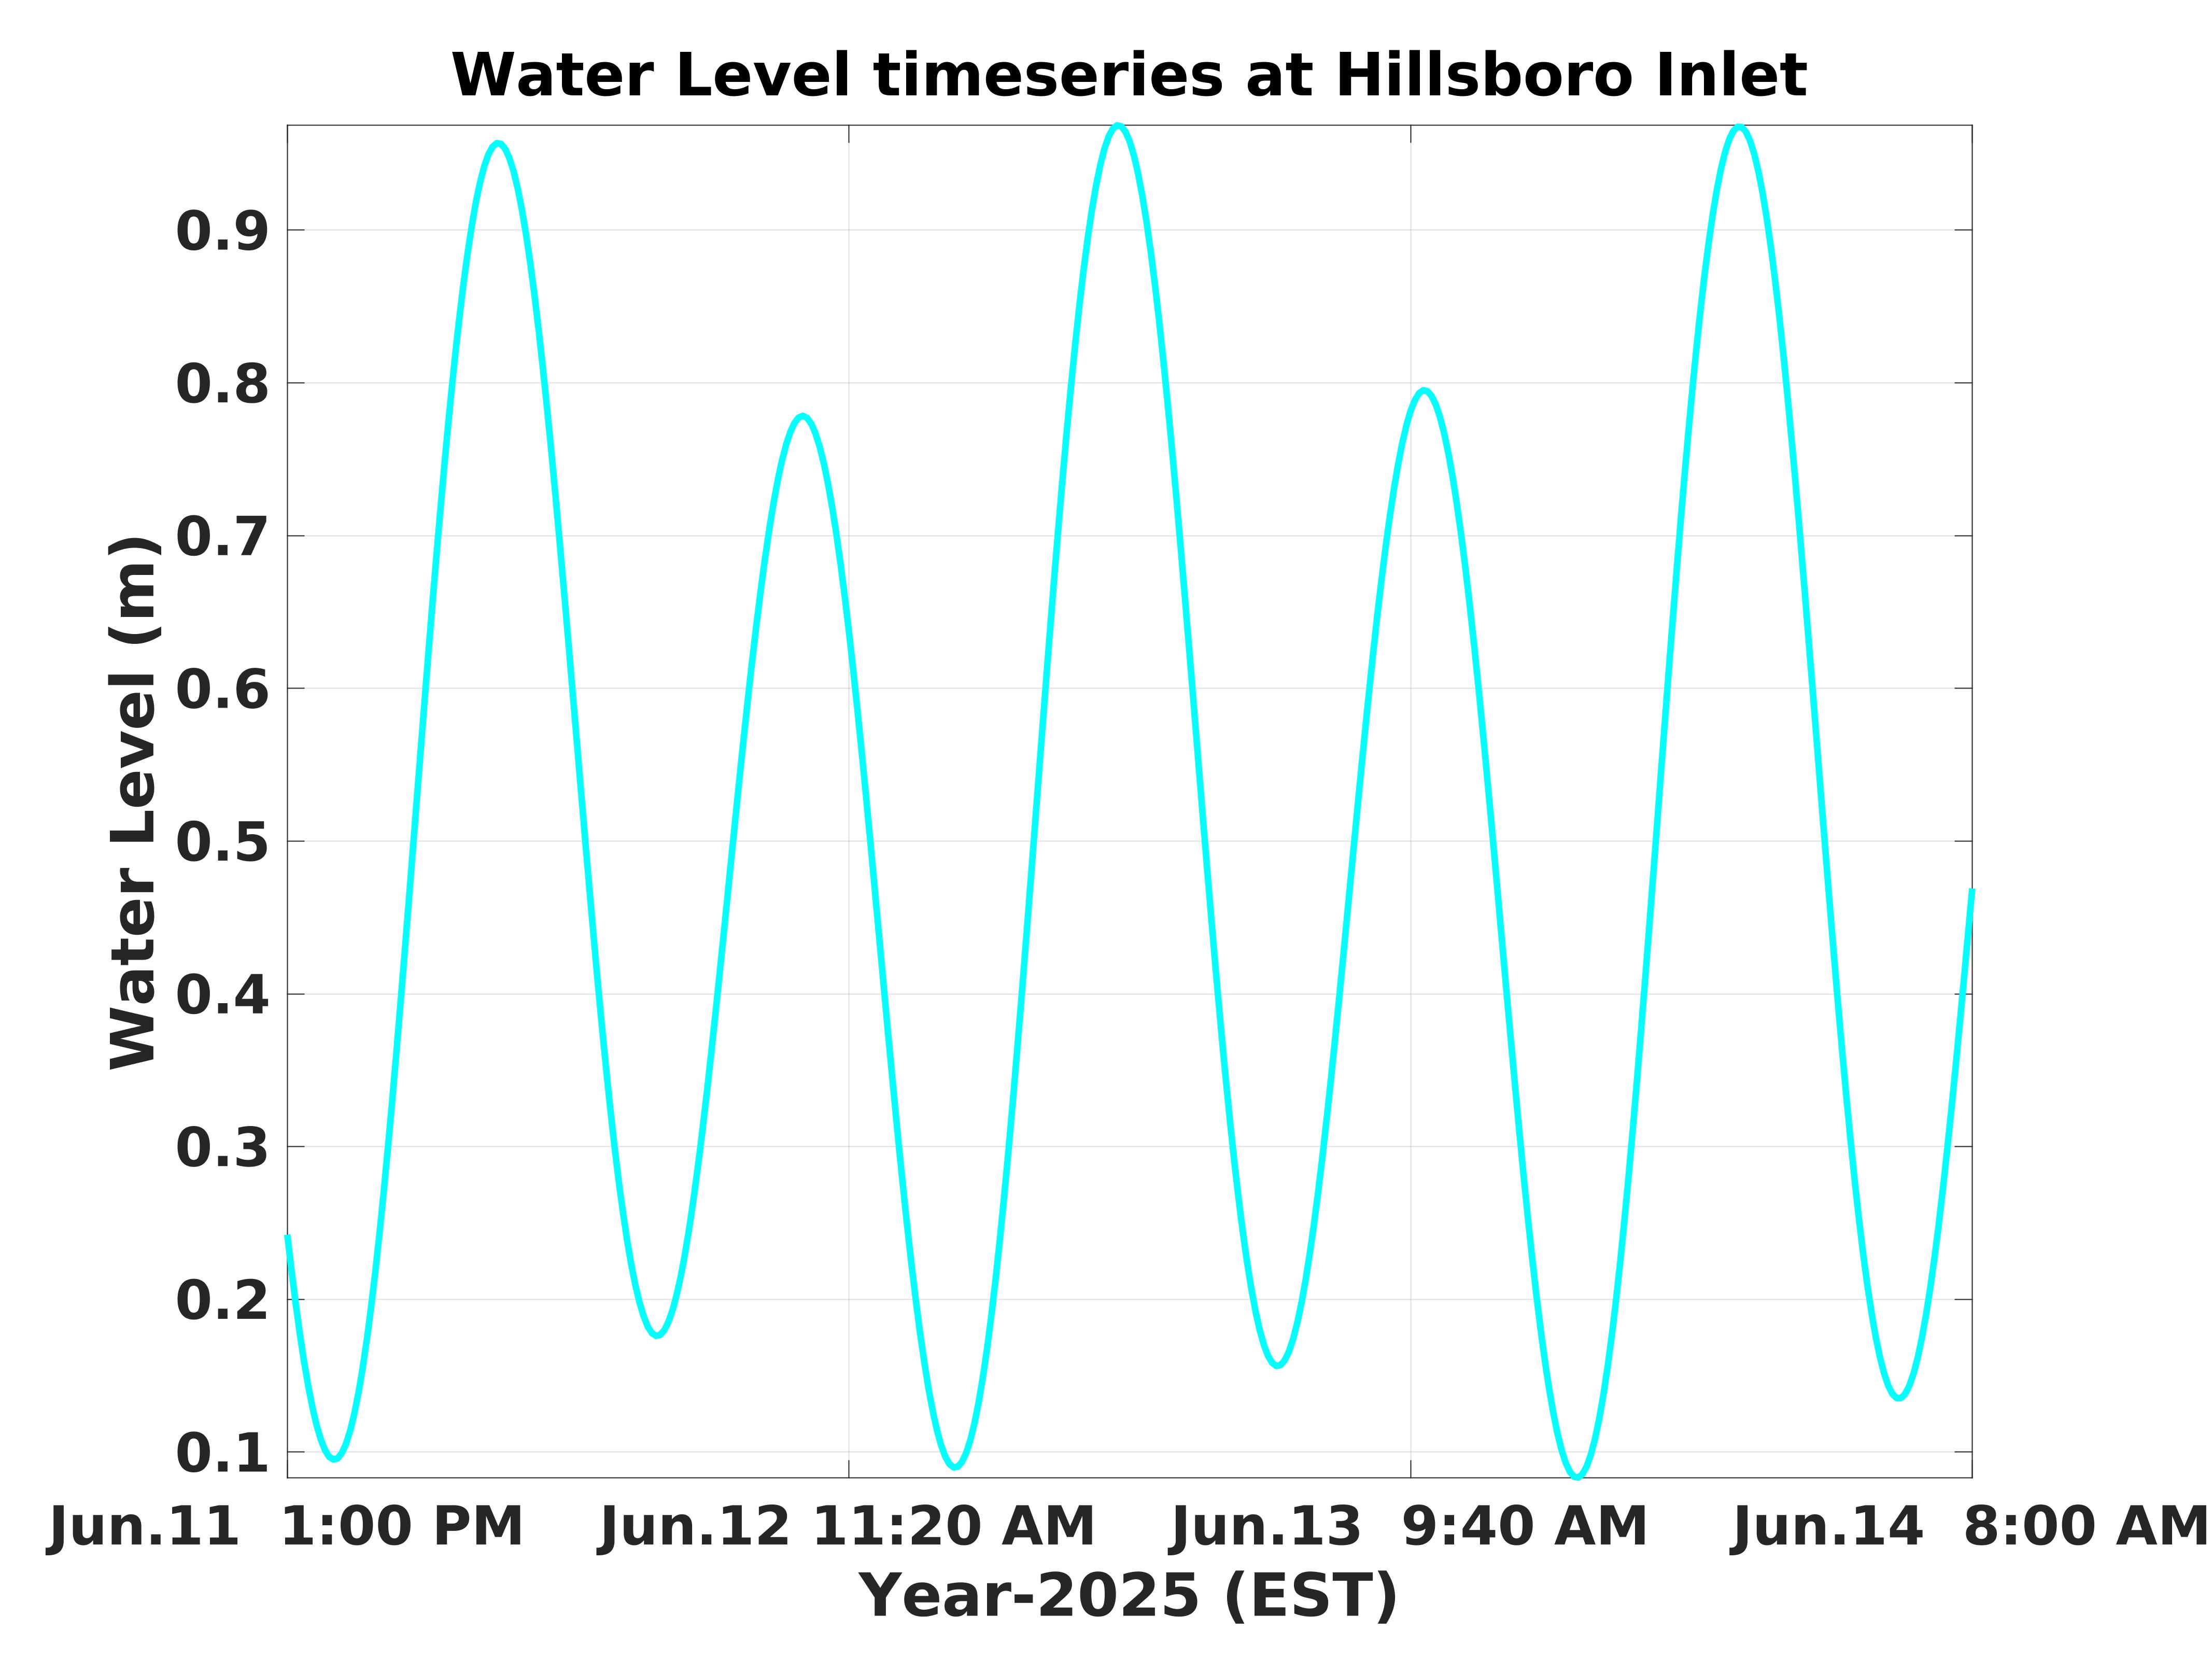 Water Level timeseries at Hillsboro Inlet
Water Level (m)
0.9
0.8
0.7
0.6
0.5
0.4
0.3
0.2
0.1
Jun.11 1:00 PM Jun.12 11:20 AM Jun.13 9:40 AM Jun.14 8:00 AM
Year-2025 (EST)